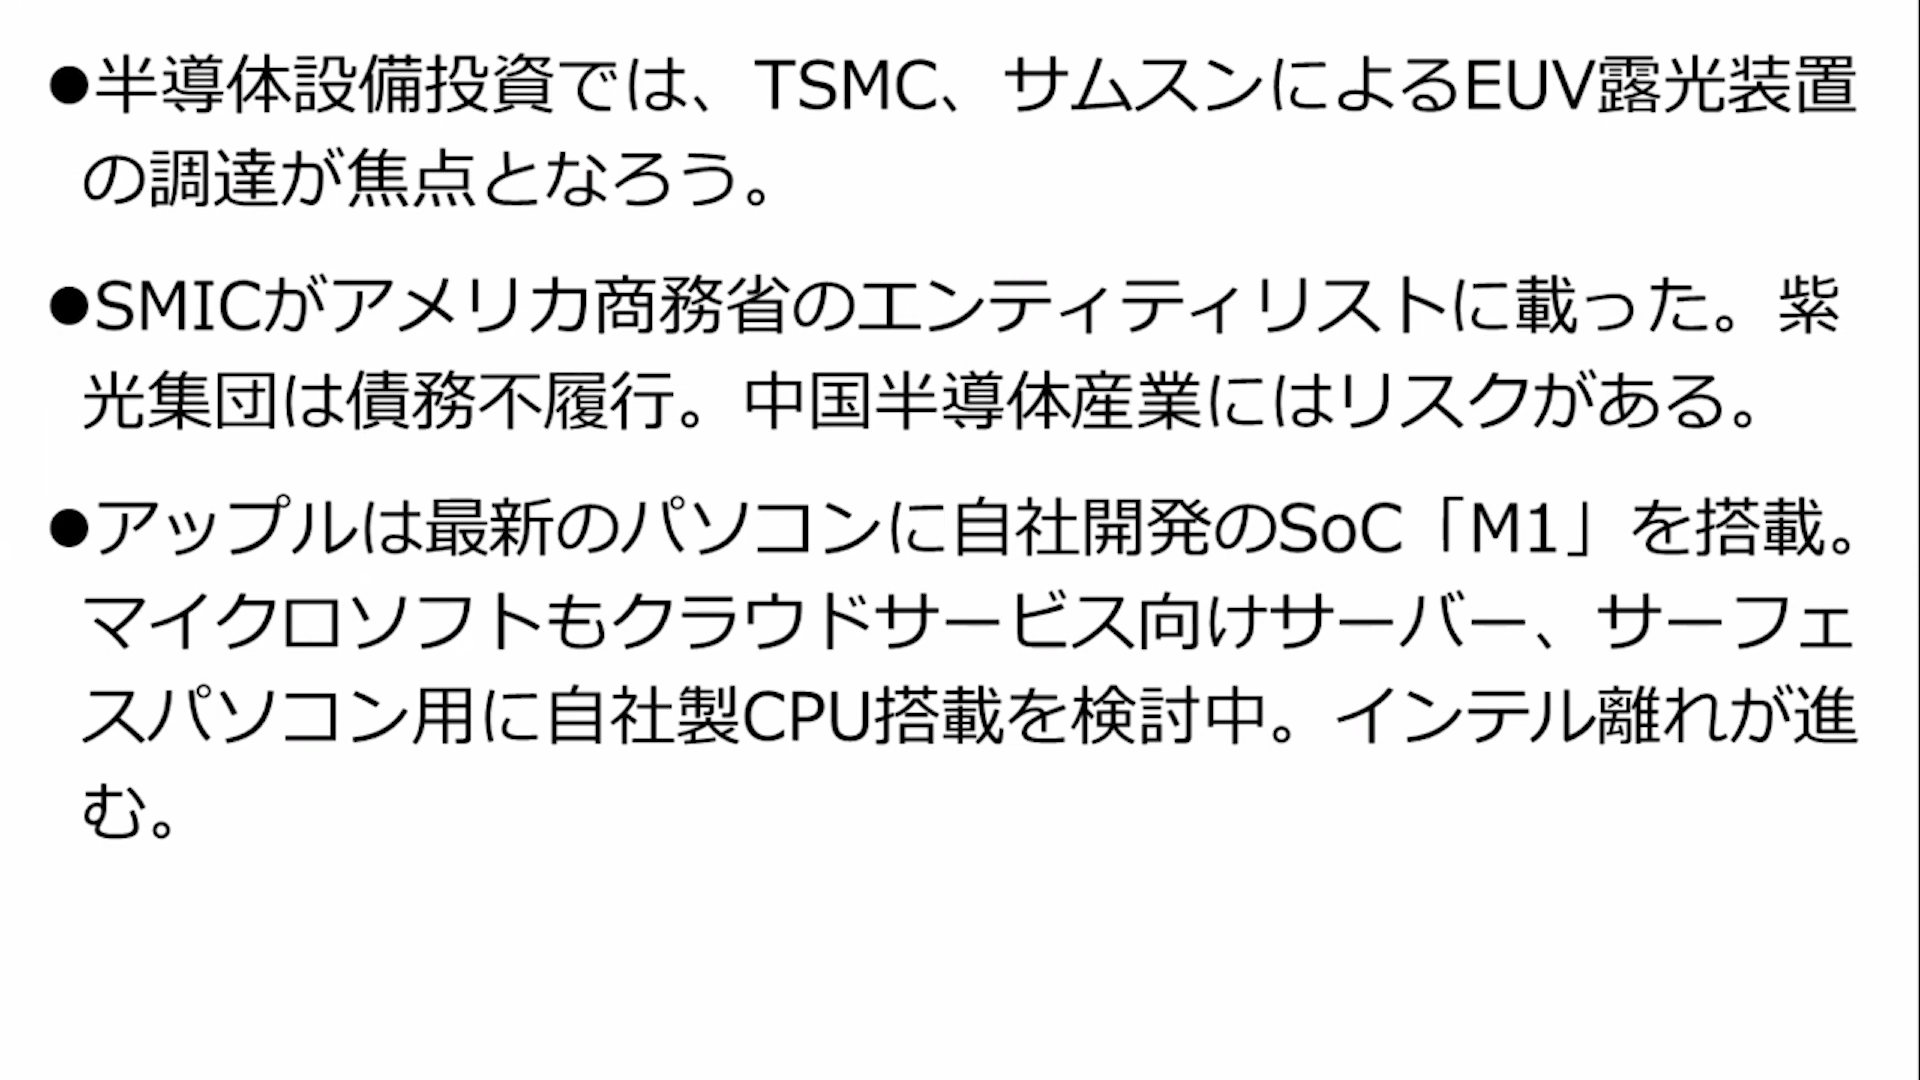 ●半導体設備投資では、TSMC、サムスンによるEUV露光装置
の調達が焦点となろう。
●SMICがアメリカ商務省のエンティティリストに載った。紫
光集団は債務不履行。中国半導体産業にはリスクがある。
●アップルは最新のパソコンに自社開発のSoC「M1」を搭載。
マイクロソフトもクラウドサービス向けサーバー、サーフェ
スパソコン用に自社製CPU搭載を検討中。インテル離れが進
む。